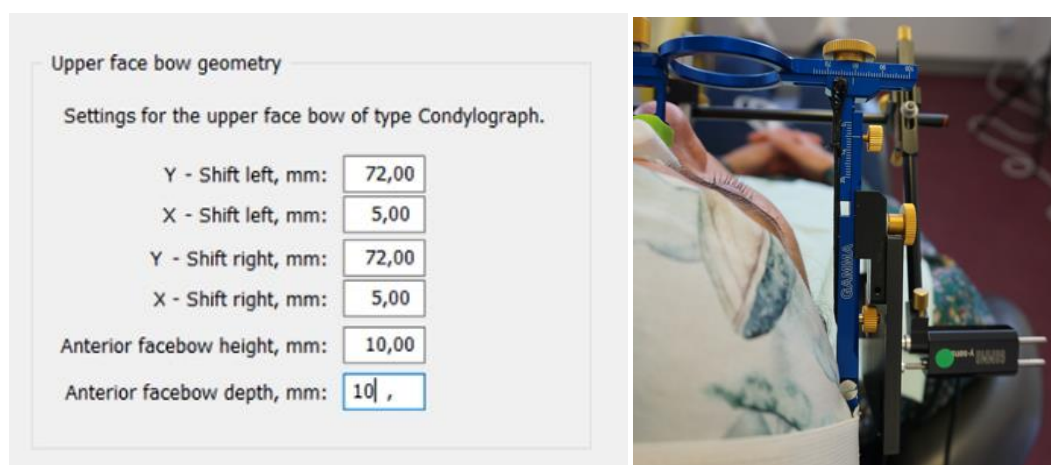 Upper face bow geometry
Settings for the upper face bow of type Condylograph.
Y - Shift left, mm: 72,00
X - Shift left, mm: 5,00
Y - Shift right, mm: 72,00
X - Shift right, mm: 5,00
Anterior facebow height, mm: 10,00
Anterior facebow depth, mm: 10 ,
GAMMA